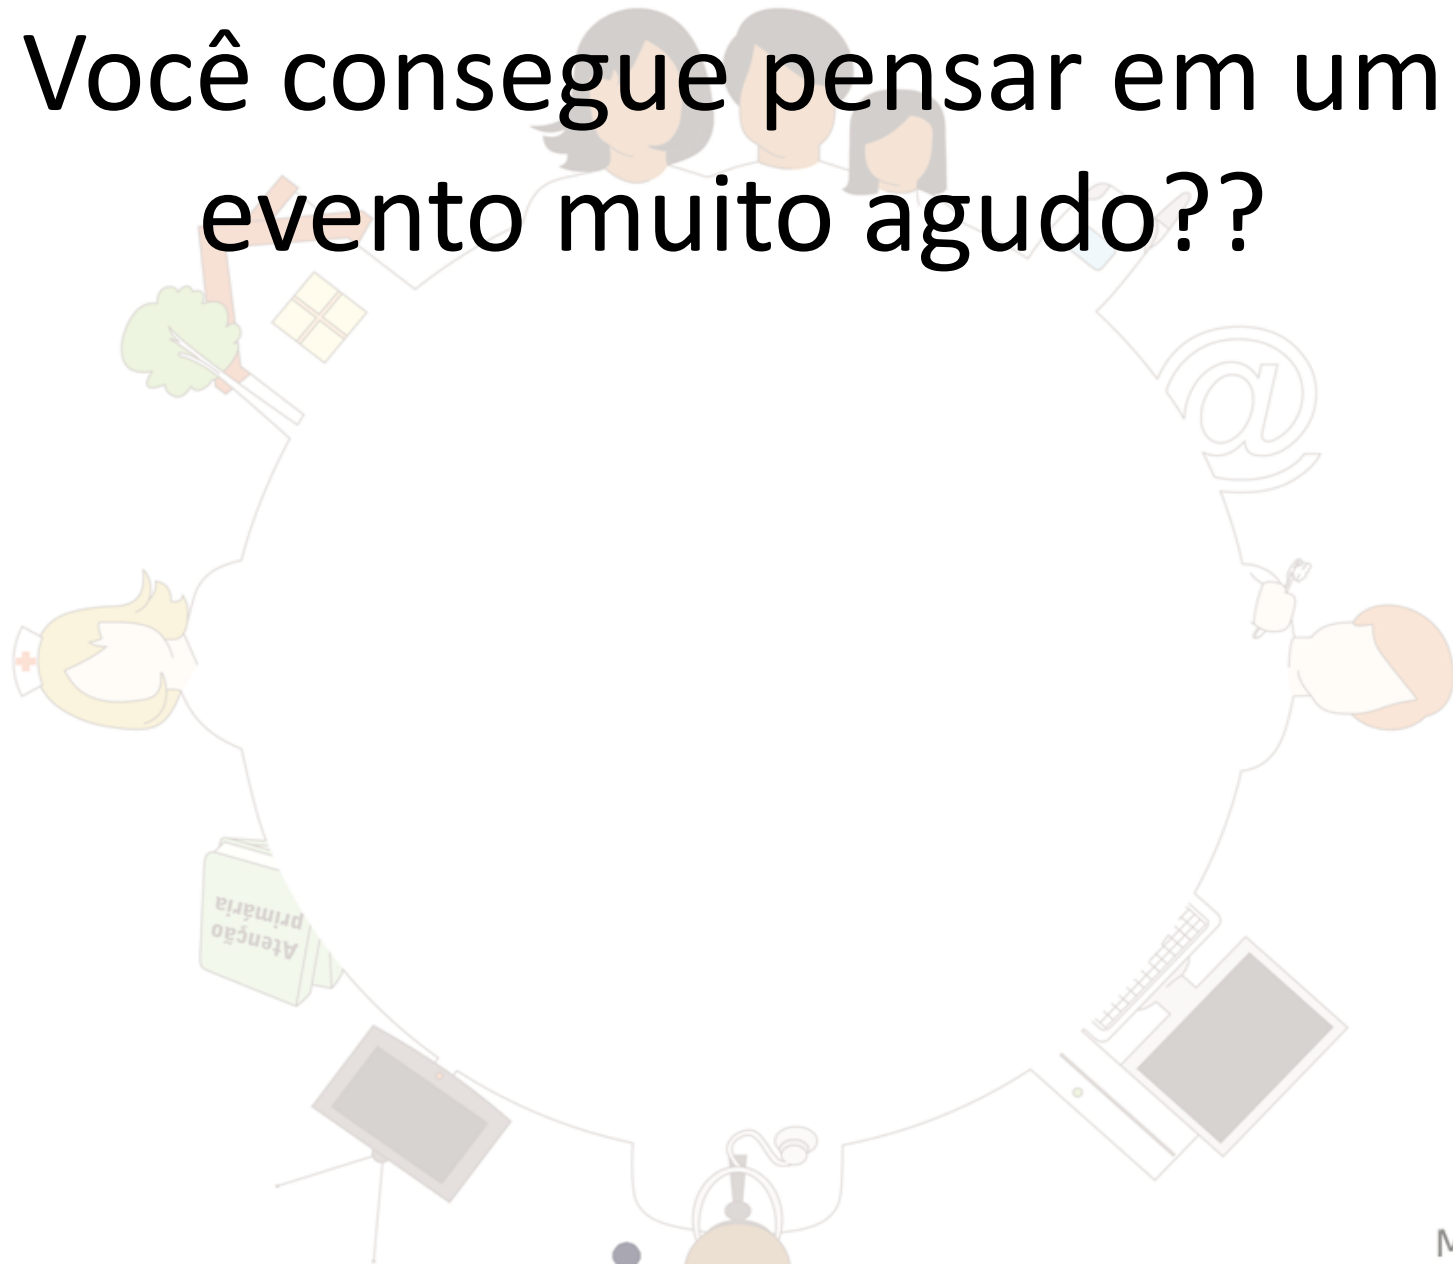 Você consegue pensar em um
evento muito agudo??
@
Atenção
primária
M